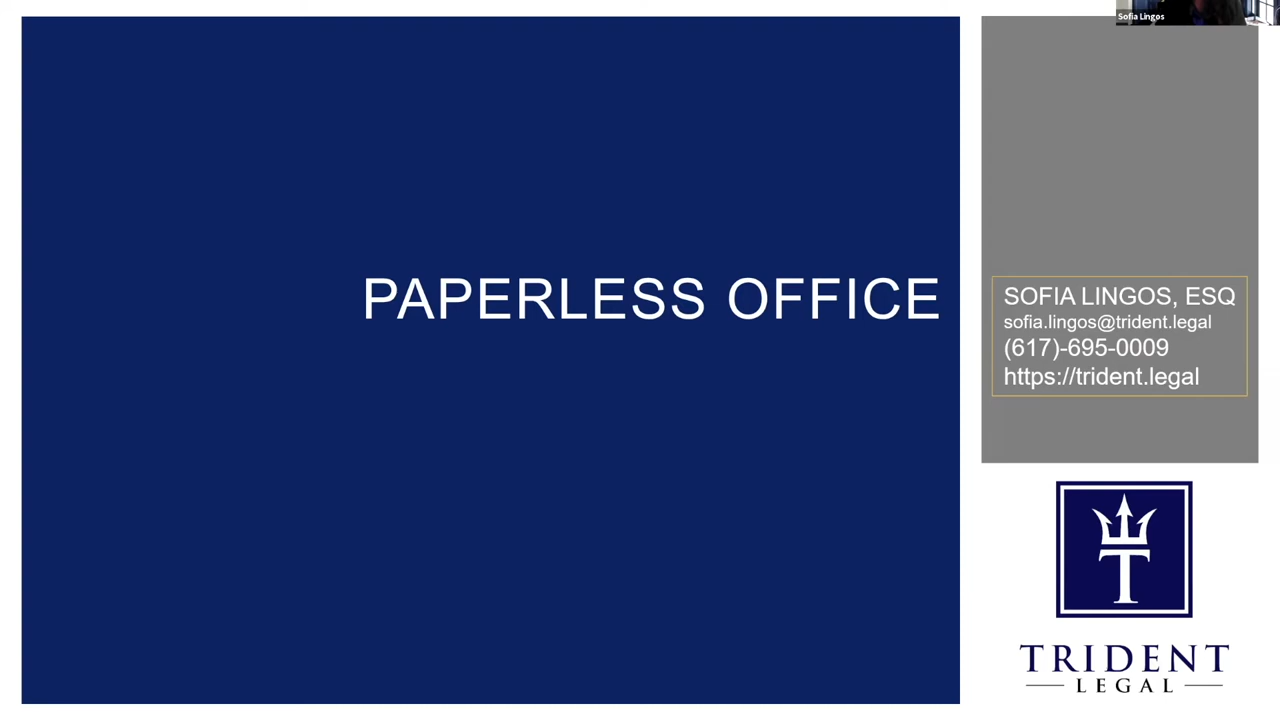 Sofia Lingos
PAPERLESS OFFICE
SOFIA LINGOS, ESQ
sofia.lingos@trident.legal
(617)-695-0009
https://trident.legal
T
TRIDENT
LEGAL